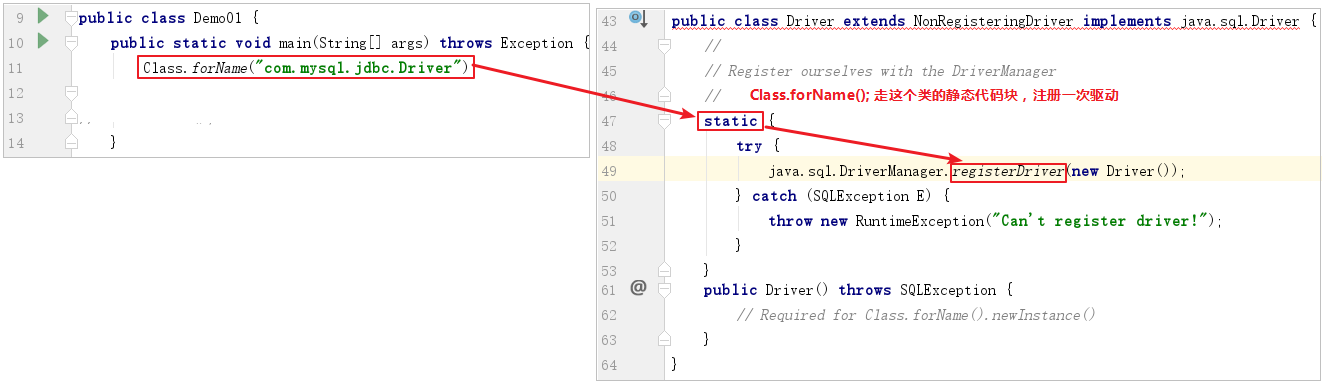 9 public class Demo01 {
10 public static void main(String[] args) throws Exception {
11 Class.forName("com.mysql.jdbc.Driver")
12
13 //
14 }
43 public class Driver extends NonRegisteringDriver implements java.sql.Driver {
44 //
45 // Register ourselves with the DriverManager
46 // Class.forName(); 走这个类的静态代码块，注册一次驱动
47 static {
48 try {
49 java.sql.DriverManager.registerDriver(new Driver());
50 } catch (SQLException E) {
51 throw new RuntimeException("Can't register driver!");
52 }
53 }
61 @ public Driver() throws SQLException {
62 // Required for Class.forName().newInstance()
63 }
64 }